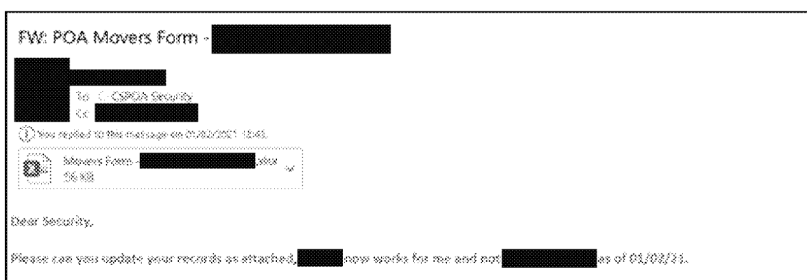 FW: POA Movers Form -
To CSPOA Security
Cc
You replied to this message on 01/02/2021
Movers Form -
56 KB
Dear Security,
Please can you update your records as attached, now works for me and not as of 01/02/21.